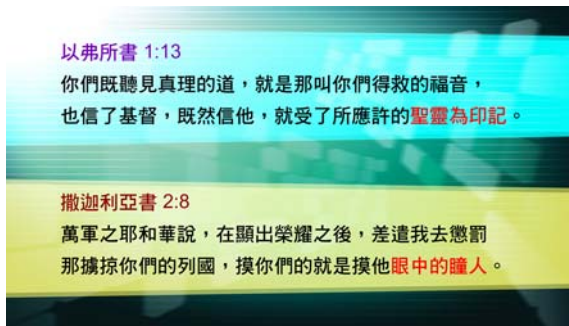 以弗所書 1:13
你們既聽見真理的道，就是那叫你們得救的福音，
也信了基督，既然信他，就受了所應許的聖靈為印記。
撒迦利亞書 2:8
萬軍之耶和華說，在顯出榮耀之後，差遣我去懲罰
那擄掠你們的列國，摸你們的就是摸他眼中的瞳人。